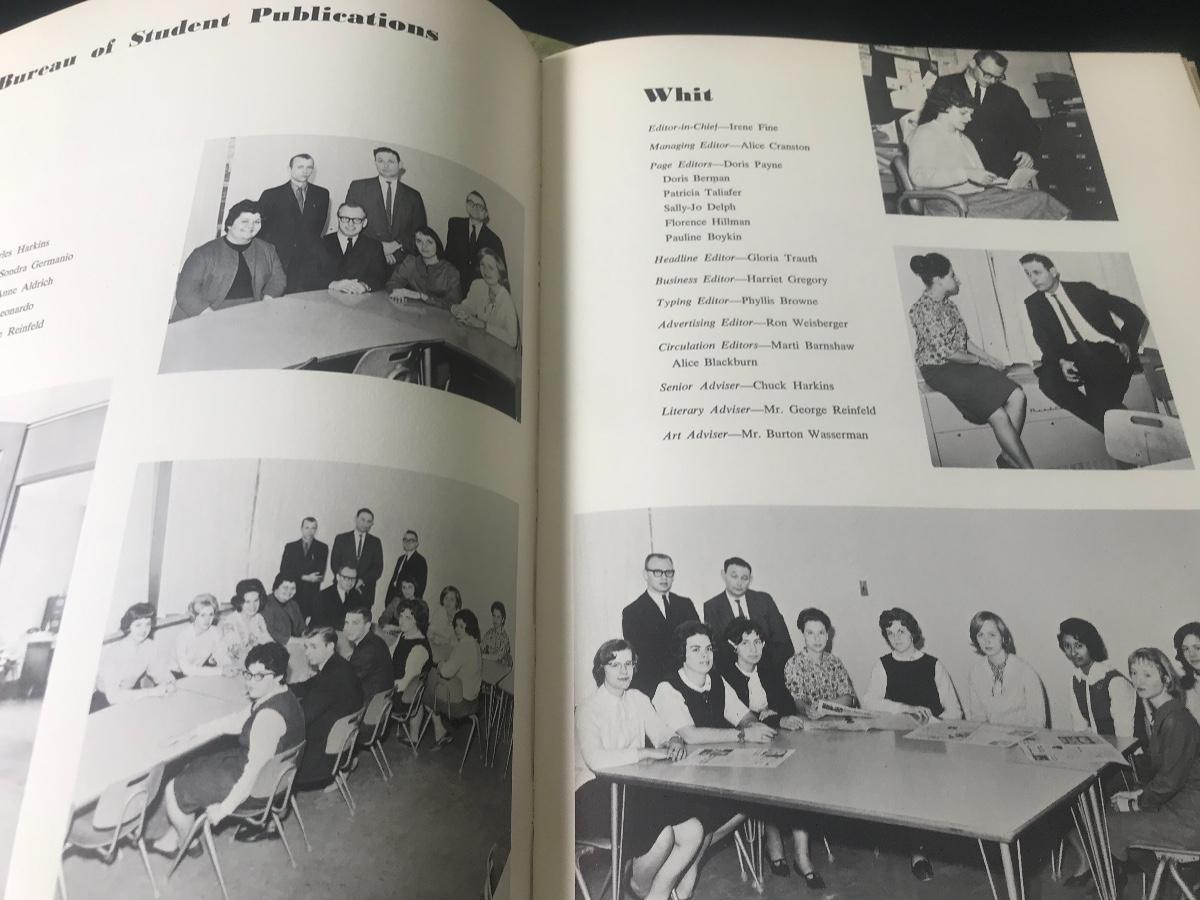 Bureau of Student Publications
Harkins
Sondra Germanio
Anne Aldrich
Reinfeld
Whit
Editor-in-Chief—Irene Fine
Managing Editor—Alice Cranston
Page Editors—Doris Payne
Doris Berman
Patricia Taliafer
Sally-Jo Delph
Florence Hillman
Pauline Boykin
Headline Editor—Gloria Trauth
Business Editor—Harriet Gregory
Typing Editor—Phyllis Browne
Advertising Editor—Ron Weisberger
Circulation Editors—Marti Barnshaw
Alice Blackburn
Senior Adviser—Chuck Harkins
Literary Adviser—Mr. George Reinfeld
Art Adviser—Mr. Burton Wasserman